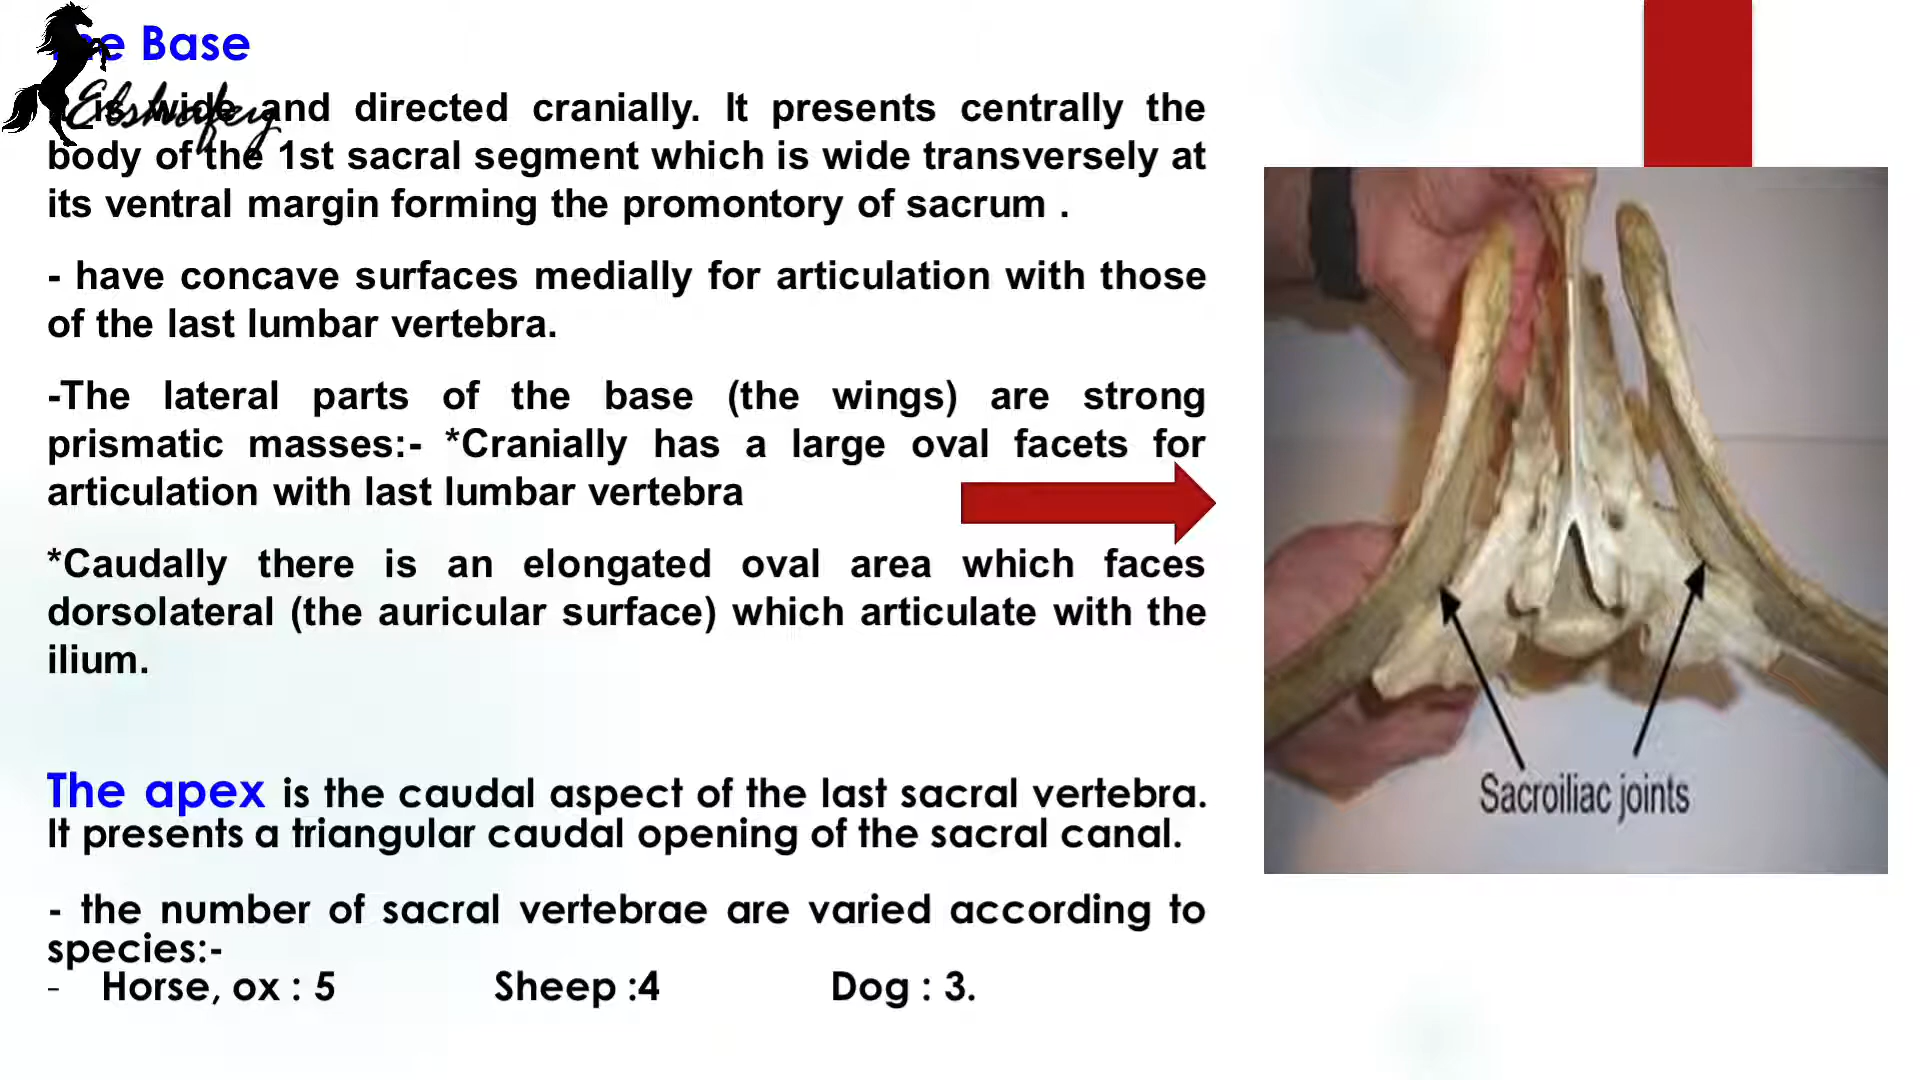 The Base
It is wide and directed cranially. It presents centrally the
body of the 1st sacral segment which is wide transversely at
its ventral margin forming the promontory of sacrum .
- have concave surfaces medially for articulation with those
of the last lumbar vertebra.
-The lateral parts of the base (the wings) are strong
prismatic masses:- *Cranially has a large oval facets for
articulation with last lumbar vertebra
*Caudally there is an elongated oval area which faces
dorsolateral (the auricular surface) which articulate with the
ilium.
The apex is the caudal aspect of the last sacral vertebra.
It presents a triangular caudal opening of the sacral canal.
- the number of sacral vertebrae are varied according to
species:-
- Horse, ox : 5 Sheep :4 Dog : 3.
Elshafey
Sacroiliac joints